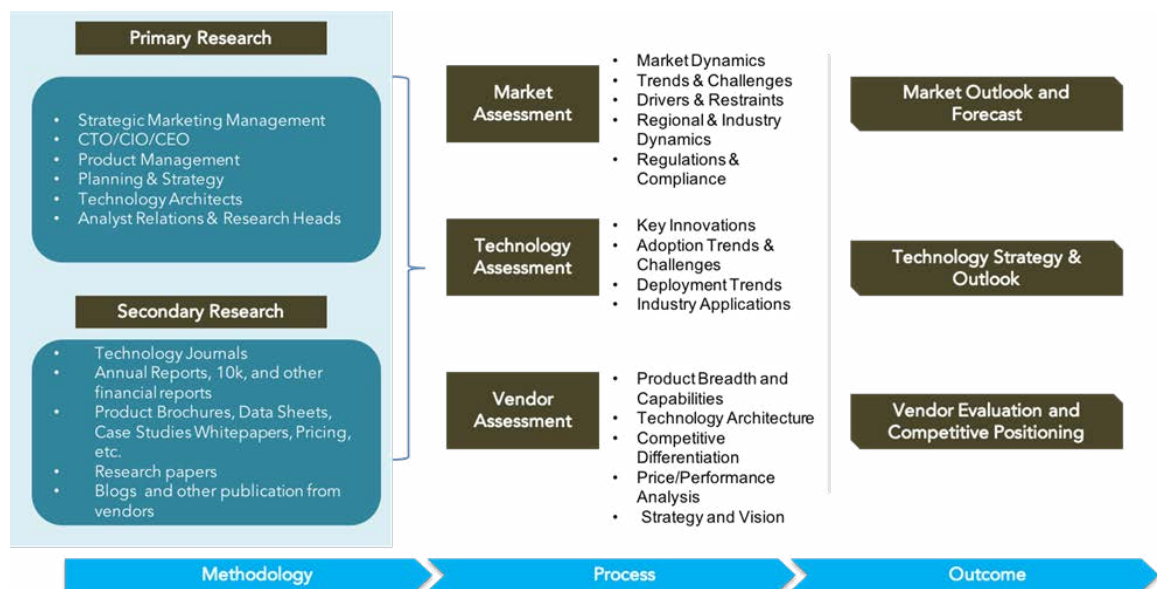 Primary Research
• Strategic Marketing Management
• CTO/CIO/CEO
• Product Management
• Planning & Strategy
• Technology Architects
• Analyst Relations & Research Heads
Secondary Research
• Technology Journals
• Annual Reports, 10k, and other
financial reports
• Product Brochures, Data Sheets,
Case Studies Whitepapers, Pricing,
etc.
• Research papers
• Blogs and other publication from
vendors
Market
Assessment
• Market Dynamics
• Trends & Challenges
• Drivers & Restraints
• Regional & Industry
Dynamics
• Regulations &
Compliance
Technology
Assessment
• Key Innovations
• Adoption Trends &
Challenges
• Deployment Trends
• Industry Applications
Vendor
Assessment
• Product Breadth and
Capabilities
• Technology Architecture
• Competitive
Differentiation
• Price/Performance
Analysis
• Strategy and Vision
Market Outlook and
Forecast
Technology Strategy &
Outlook
Vendor Evaluation and
Competitive Positioning
Methodology
Process
Outcome